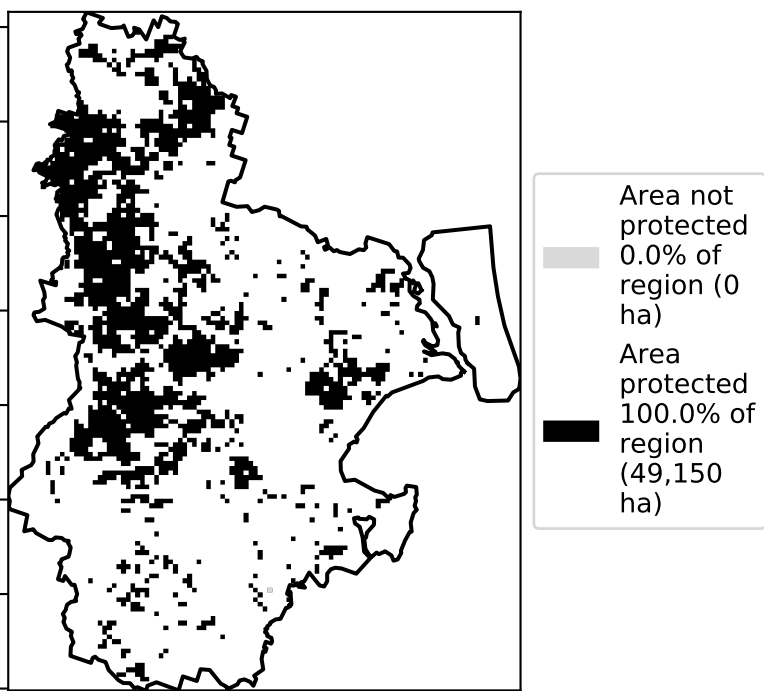 Area not
protected
0.0% of
region (0
ha)
Area
protected
100.0% of
region
(49,150
ha)